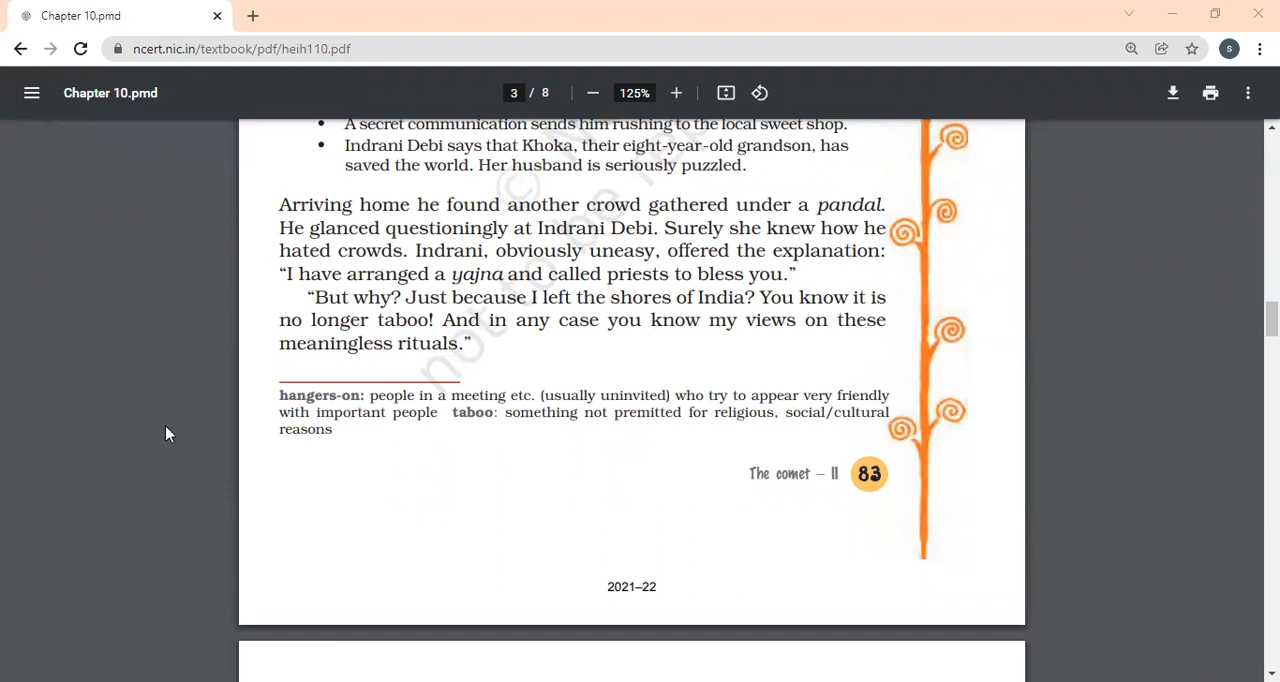 Chapter 10.pmd
ncert.nic.in/textbook/pdf/heih110.pdf
S
Chapter 10.pmd
3 / 8
125%
• A secret communication sends him rushing to the local sweet shop.
• Indrani Debi says that Khoka, their eight-year-old grandson, has
saved the world. Her husband is seriously puzzled.
Arriving home he found another crowd gathered under a pandal.
He glanced questioningly at Indrani Debi. Surely she knew how he
hated crowds. Indrani, obviously uneasy, offered the explanation:
“I have arranged a yajna and called priests to bless you.”
“But why? Just because I left the shores of India? You know it is
no longer taboo! And in any case you know my views on these
meaningless rituals.”
hangers-on: people in a meeting etc. (usually uninvited) who try to appear very friendly
with important people taboo: something not premitted for religious, social/cultural
reasons
The comet – II 83
2021–22
© N
not to be rep